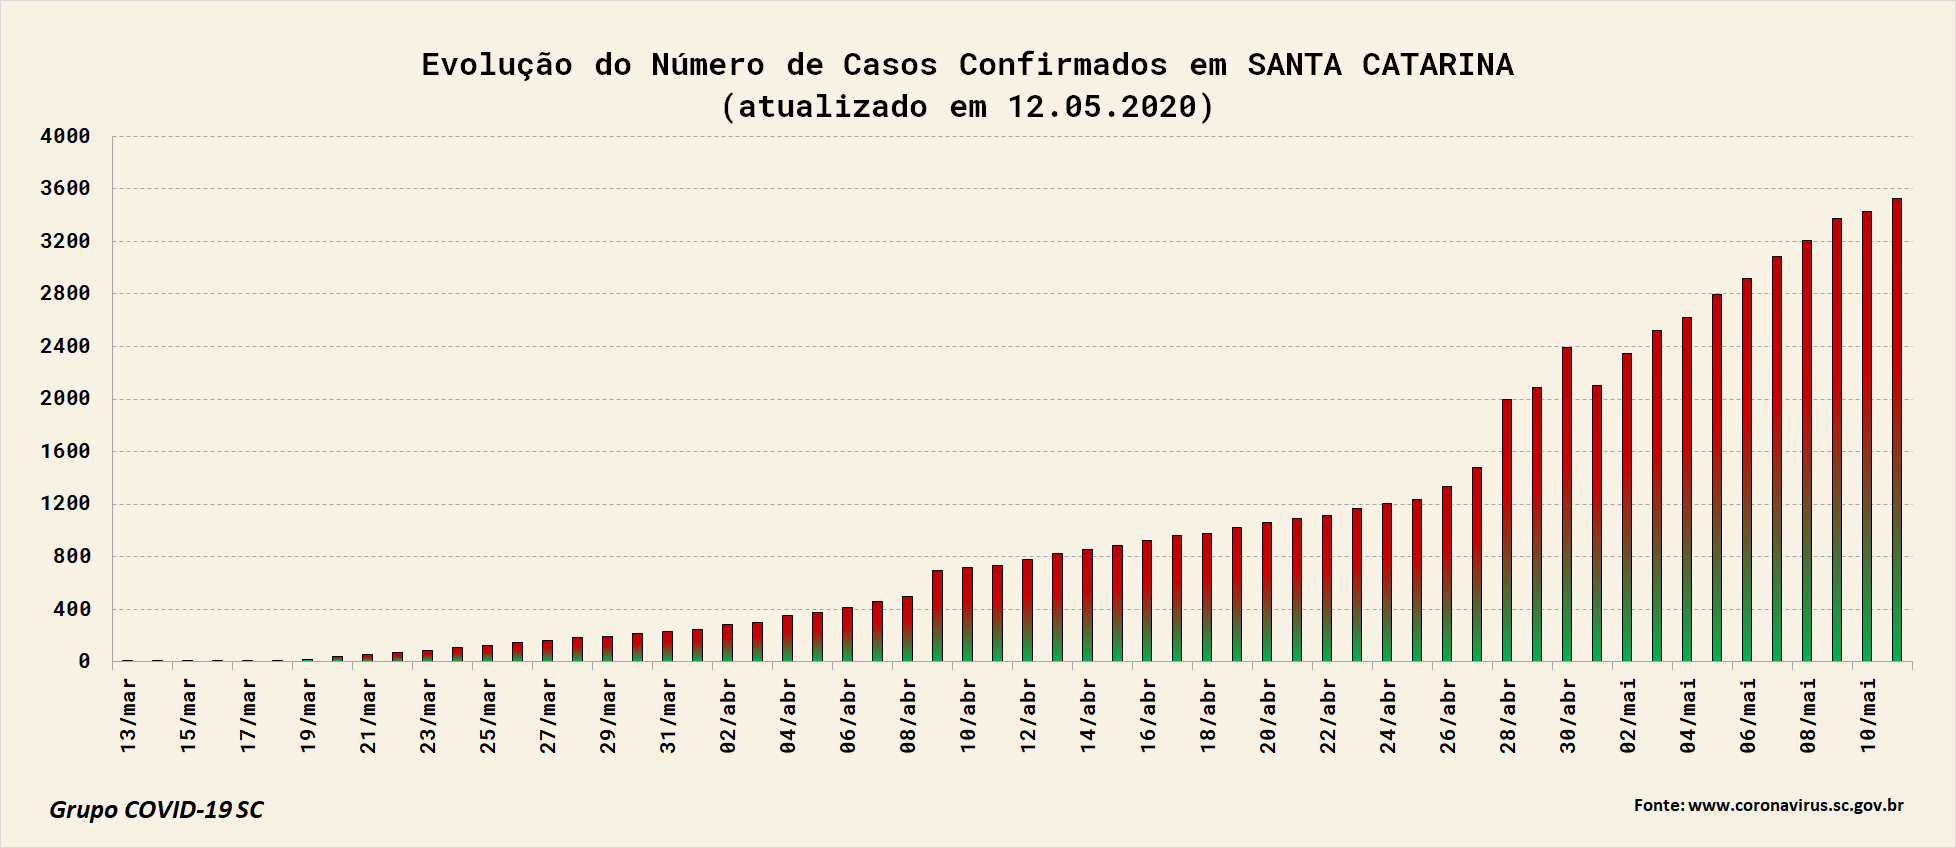 Evolução do Número de Casos Confirmados em SANTA CATARINA
(atualizado em 12.05.2020)
4000
3600
3200
2800
2400
2000
1600
1200
800
400
0
13/mar
15/mar
17/mar
19/mar
21/mar
23/mar
25/mar
27/mar
29/mar
31/mar
02/abr
04/abr
06/abr
08/abr
10/abr
12/abr
14/abr
16/abr
18/abr
20/abr
22/abr
24/abr
26/abr
28/abr
30/abr
02/mai
04/mai
06/mai
08/mai
10/mai
Grupo COVID-19 SC
Fonte: www.coronavirus.sc.gov.br